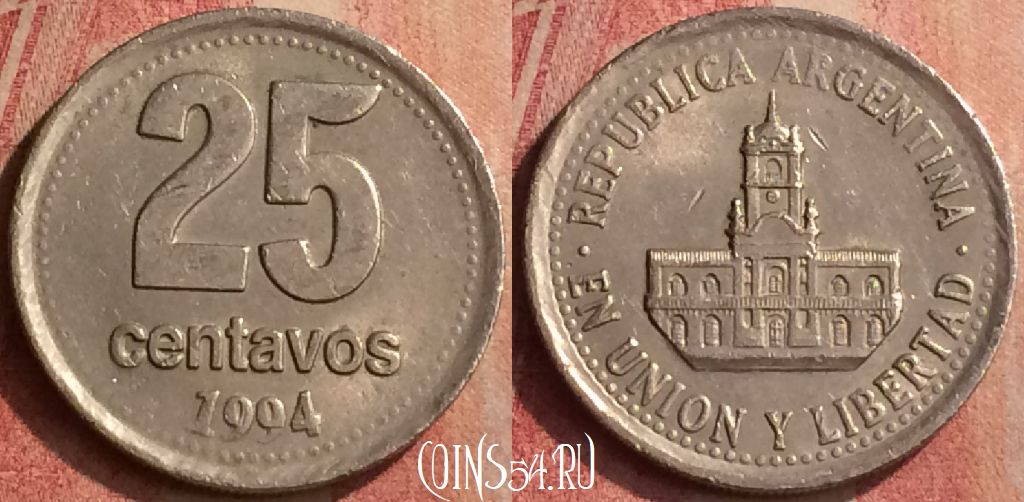 25
centavos
1994
· REPUBLICA ARGENTINA ·
EN UNION Y LIBERTAD
COINS54.RU